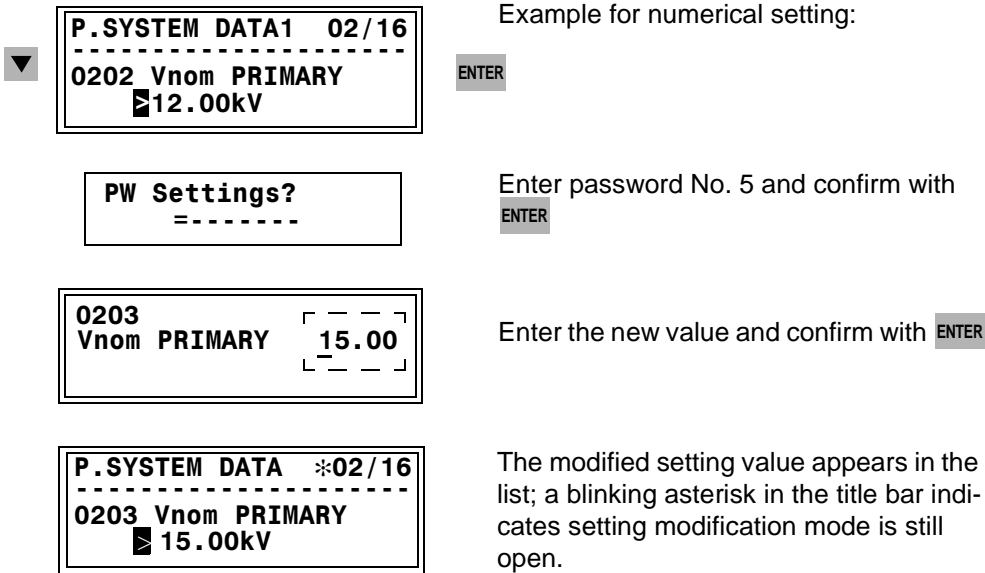 Example for numerical setting:
P.SYSTEM DATA1 02/16
---------------------
0202 Vnom PRIMARY
>12.00kV
▼
ENTER
PW Settings?
=-------
Enter password No. 5 and confirm with
ENTER
0203
Vnom PRIMARY 15.00
Enter the new value and confirm with ENTER
P.SYSTEM DATA ✻02/16
---------------------
0203 Vnom PRIMARY
> 15.00kV
The modified setting value appears in the
list; a blinking asterisk in the title bar indi-
cates setting modification mode is still
open.